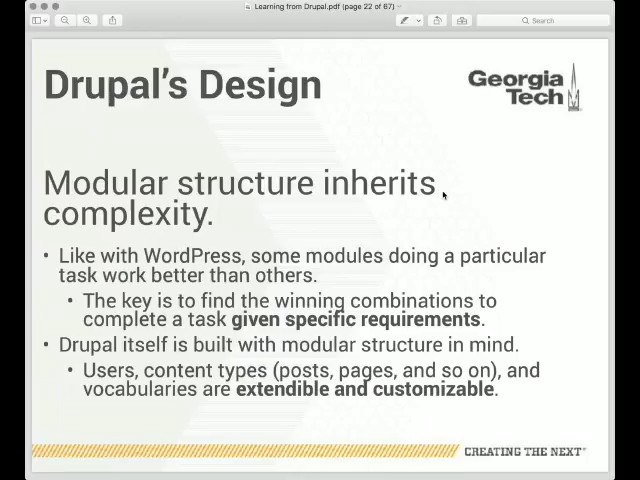 Learning from Drupal.pdf (page 22 of 67)
Search
Drupal's Design
Georgia
Tech
Modular structure inherits
complexity.
• Like with WordPress, some modules doing a particular
task work better than others.
• The key is to find the winning combinations to
complete a task given specific requirements.
• Drupal itself is built with modular structure in mind.
• Users, content types (posts, pages, and so on), and
vocabularies are extendible and customizable.
CREATING THE NEXT